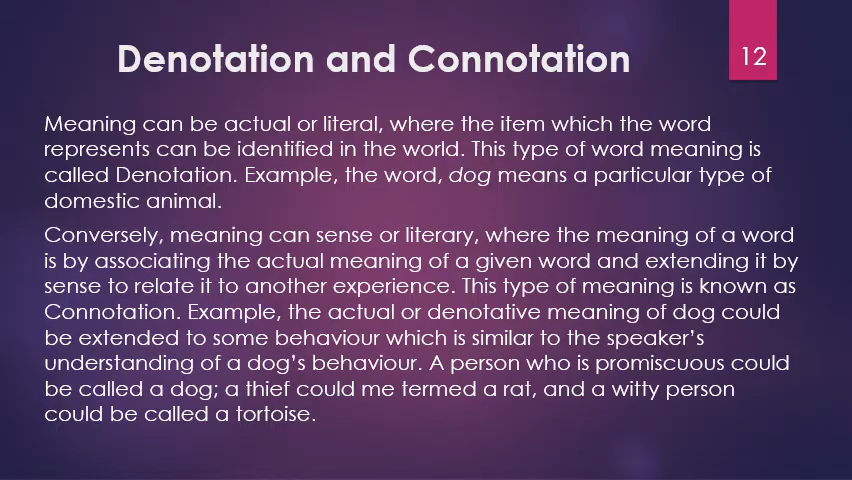 Denotation and Connotation
12
Meaning can be actual or literal, where the item which the word
represents can be identified in the world. This type of word meaning is
called Denotation. Example, the word, dog means a particular type of
domestic animal.
Conversely, meaning can sense or literary, where the meaning of a word
is by associating the actual meaning of a given word and extending it by
sense to relate it to another experience. This type of meaning is known as
Connotation. Example, the actual or denotative meaning of dog could
be extended to some behaviour which is similar to the speaker’s
understanding of a dog’s behaviour. A person who is promiscuous could
be called a dog; a thief could me termed a rat, and a witty person
could be called a tortoise.